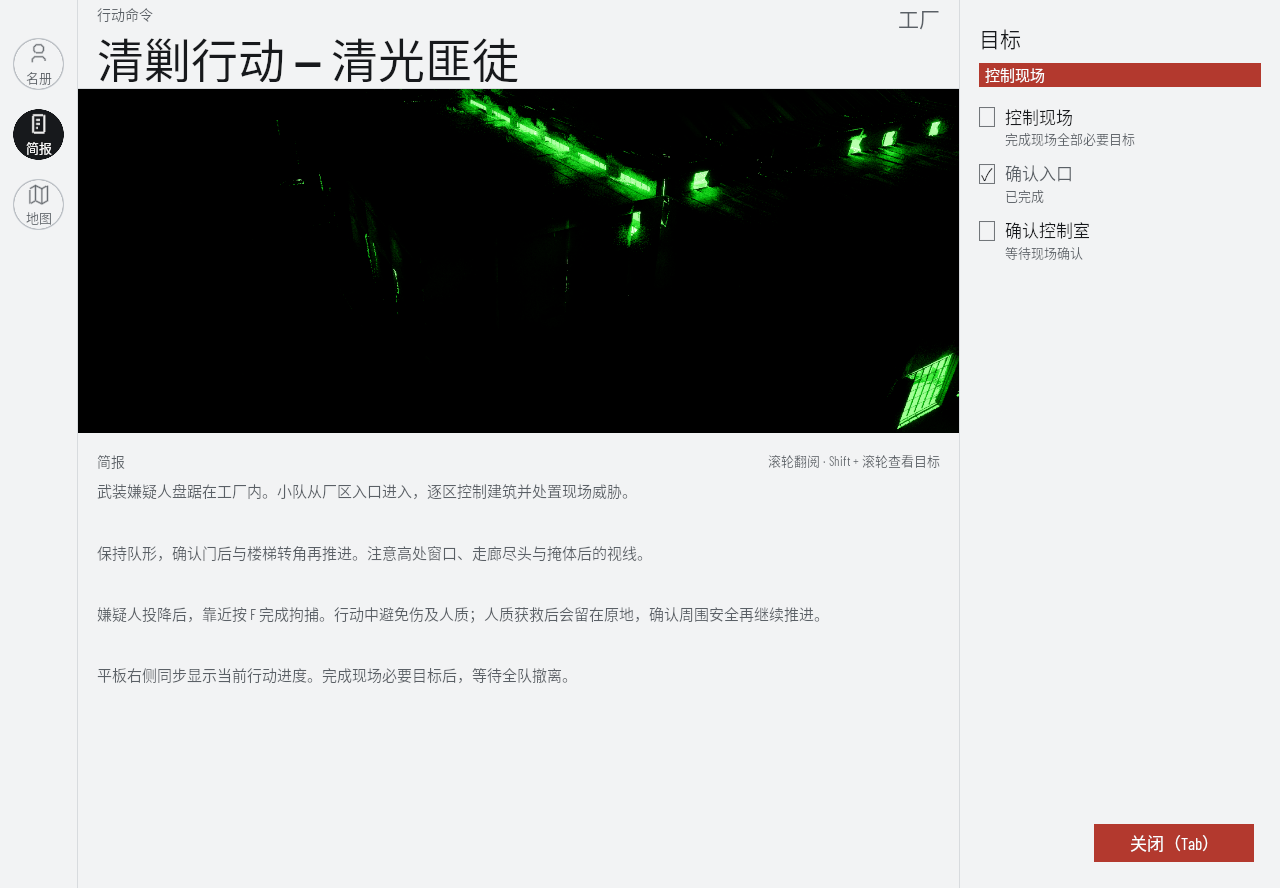 名册
简报
地图
行动命令
工厂
清剿行动 – 清光匪徒
简报
滚轮翻阅 · Shift + 滚轮查看目标
武装嫌疑人盘踞在工厂内。小队从厂区入口进入，逐区控制建筑并处置现场威胁。
保持队形，确认门后与楼梯转角再推进。注意高处窗口、走廊尽头与掩体后的视线。
嫌疑人投降后，靠近按 F 完成拘捕。行动中避免伤及人质；人质获救后会留在原地，确认周围安全再继续推进。
平板右侧同步显示当前行动进度。完成现场必要目标后，等待全队撤离。
目标
控制现场
控制现场
完成现场全部必要目标
确认入口
已完成
确认控制室
等待现场确认
关闭（Tab）